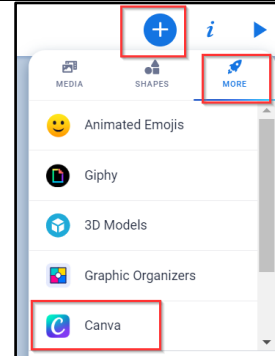 i
MEDIA SHAPES MORE
Animated Emojis
Giphy
3D Models
Graphic Organizers
C Canva